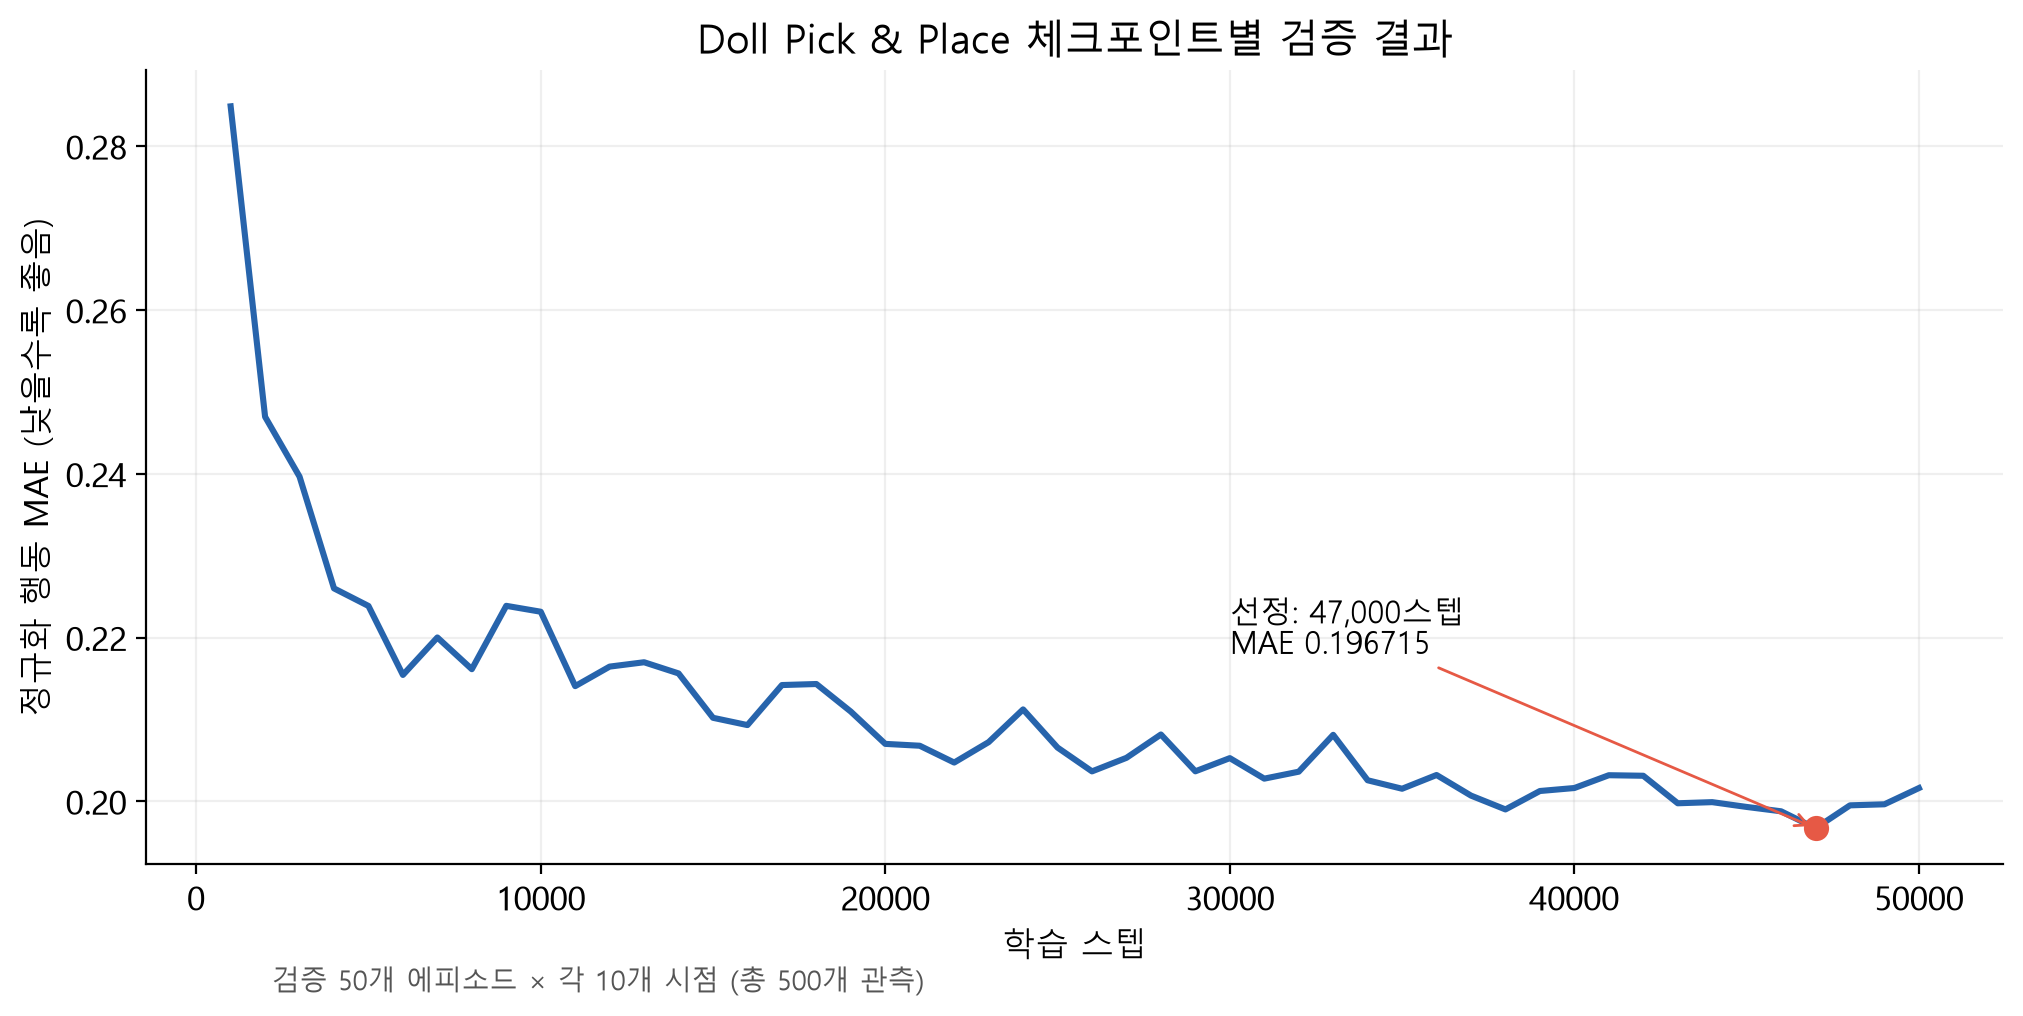 Doll Pick & Place 체크포인트별 검증 결과
정규화 행동 MAE (낮을수록 좋음)
0.28
0.26
0.24
0.22
0.20
선정: 47,000스텝
MAE 0.196715
0 10000 20000 30000 40000 50000
학습 스텝
검증 50개 에피소드 × 각 10개 시점 (총 500개 관측)